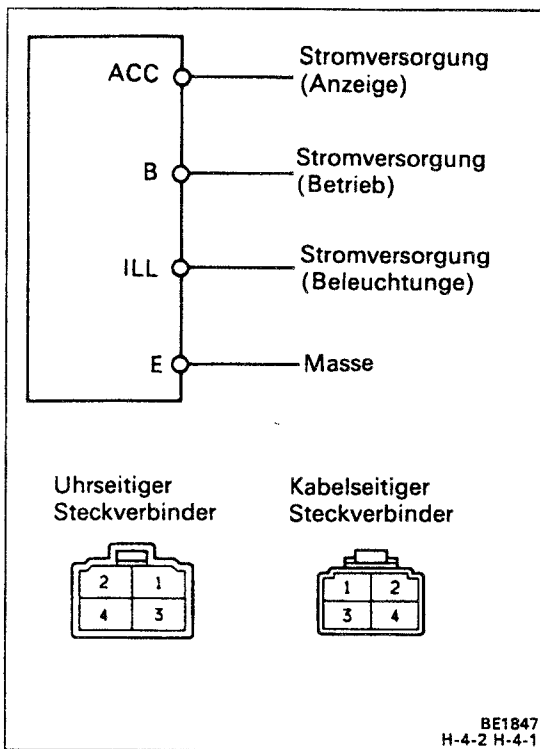 ACC
Stromversorgung
(Anzeige)
B
Stromversorgung
(Betrieb)
ILL
Stromversorgung
(Beleuchtunge)
E
Masse
Uhrseitiger
Steckverbinder
Kabelseitiger
Steckverbinder
2 1
4 3
1 2
3 4
BE1847
H-4-2 H-4-1